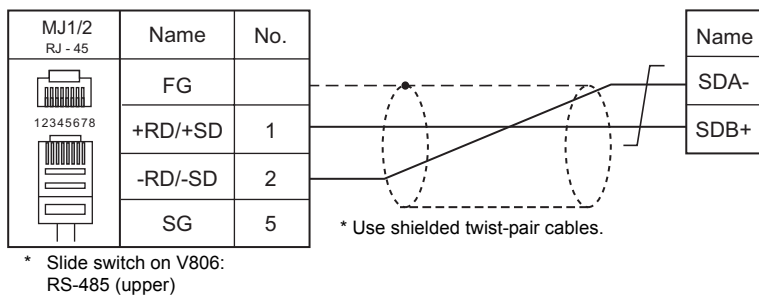 MJ1/2 Name No. Name
RJ - 45
FG SDA-
12345678
+RD/+SD 1 SDB+
-RD/-SD 2
SG 5
* Use shielded twist-pair cables.
* Slide switch on V806:
RS-485 (upper)